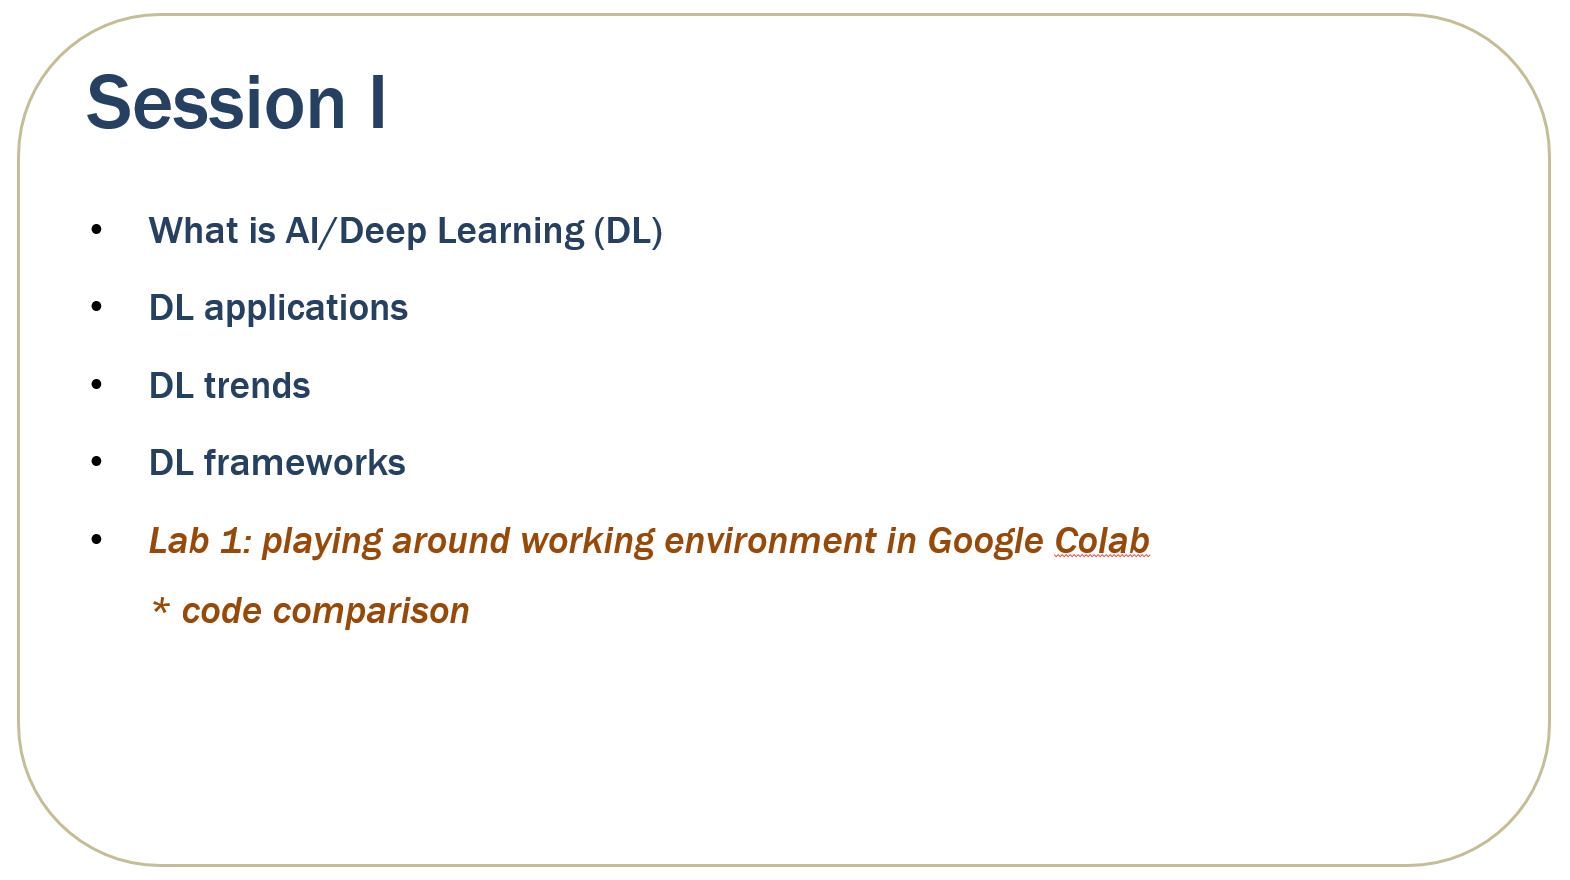 Session I
• What is AI/Deep Learning (DL)
• DL applications
• DL trends
• DL frameworks
• Lab 1: playing around working environment in Google Colab
* code comparison